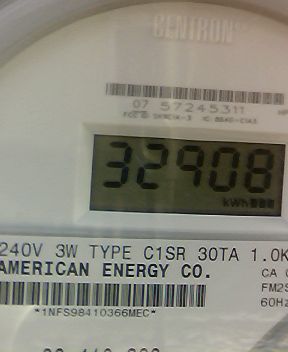 CENTRON
07 57245311
32908
kWh
240V 3W TYPE C1SR 30TA 1.0K
AMERICAN ENERGY CO.
CA
FM2S
60Hz
*1NFS98410366MEC*